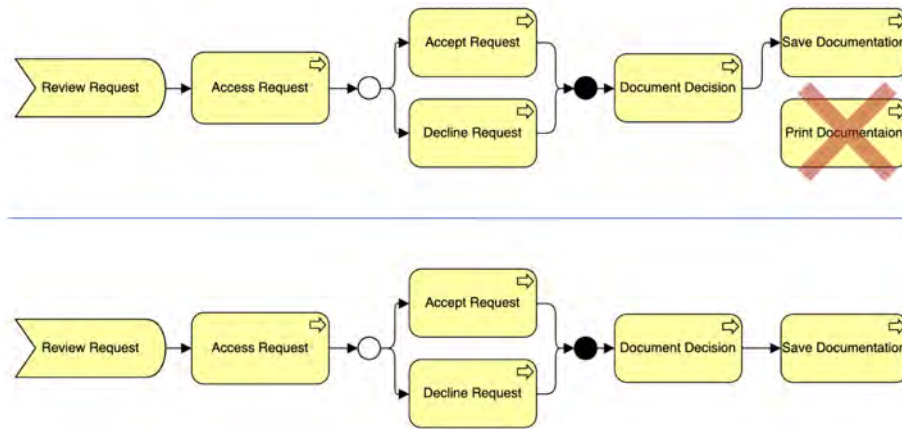 Accept Request
Save Documentation
Review Request
Access Request
Document Decision
Decline Request
Print Documentaion
Accept Request
Review Request
Access Request
Document Decision
Save Documentation
Decline Request